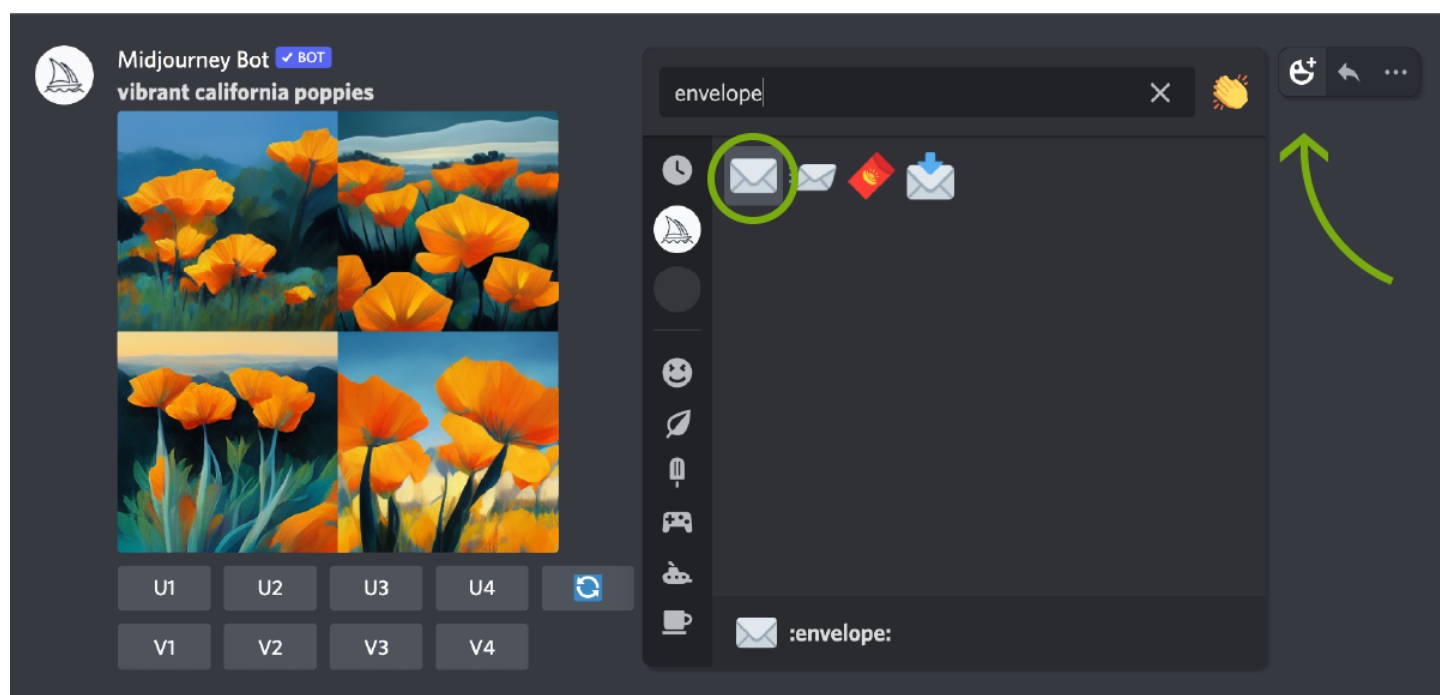 Midjourney Bot ✓ BOT
vibrant california poppies
U1 U2 U3 U4
V1 V2 V3 V4
envelope
:envelope: